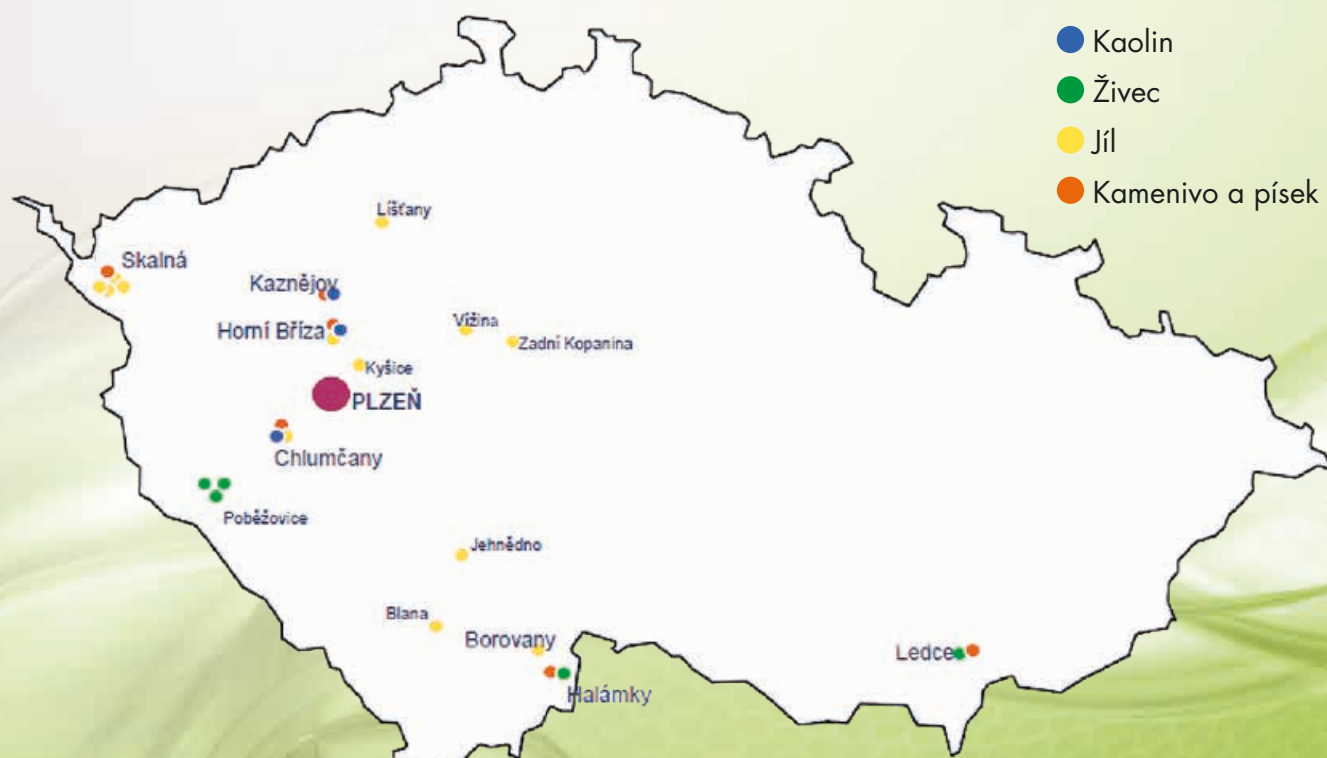 Kaolin
Živec
Jíl
Kamenivo a písek
Líšťany
Skalná
Kaznějov
Horní Bříza
Vížina
Zadní Kopanina
Kyšice
PLZEŇ
Chlumčany
Poběžovice
Jehnědno
Blana
Borovany
Ledce
Halámky